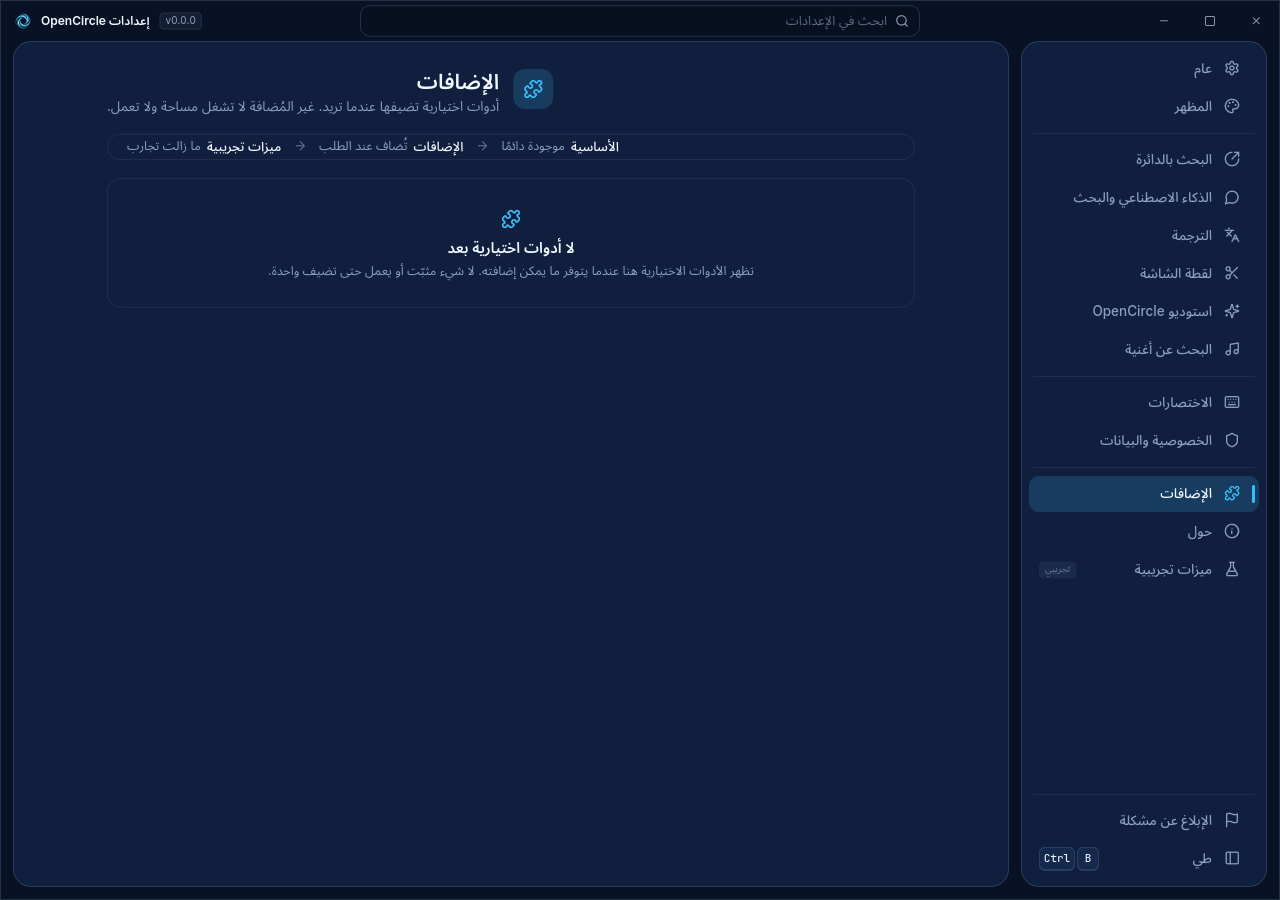 إعدادات OpenCircle
v0.0.0
ابحث في الإعدادات
عام
المظهر
البحث بالدائرة
الذكاء الاصطناعي والبحث
الترجمة
لقطة الشاشة
استوديو OpenCircle
البحث عن أغنية
الاختصارات
الخصوصية والبيانات
الإضافات
حول
ميزات تجريبية تجريبي
الإبلاغ عن مشكلة
طي Ctrl B
الإضافات
أدوات اختيارية تضيفها عندما تريد. غير المُضافة لا تشغل مساحة ولا تعمل.
الأساسية موجودة دائمًا → الإضافات تُضاف عند الطلب → ميزات تجريبية ما زالت تجارب
لا أدوات اختيارية بعد
تظهر الأدوات الاختيارية هنا عندما يتوفر ما يمكن إضافته. لا شيء مثبّت أو يعمل حتى تضيف واحدة.